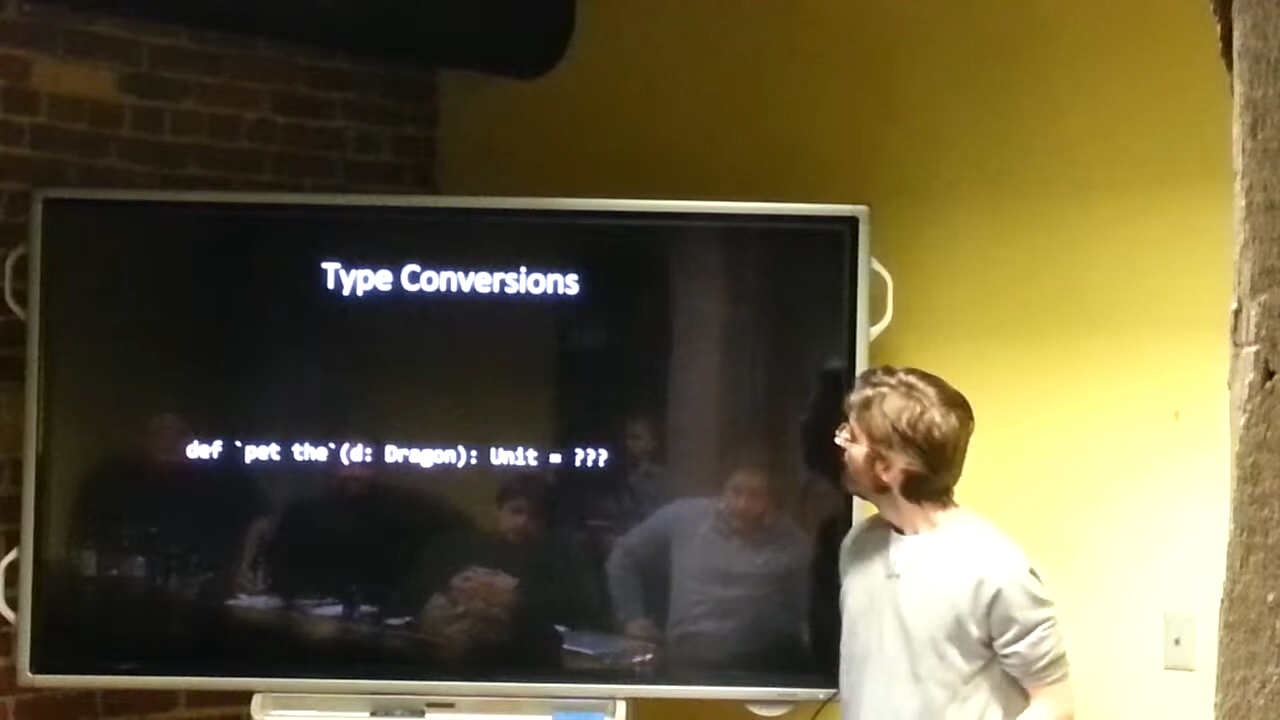 Type Conversions
def `pet the`(d: Dragon): Unit = ???